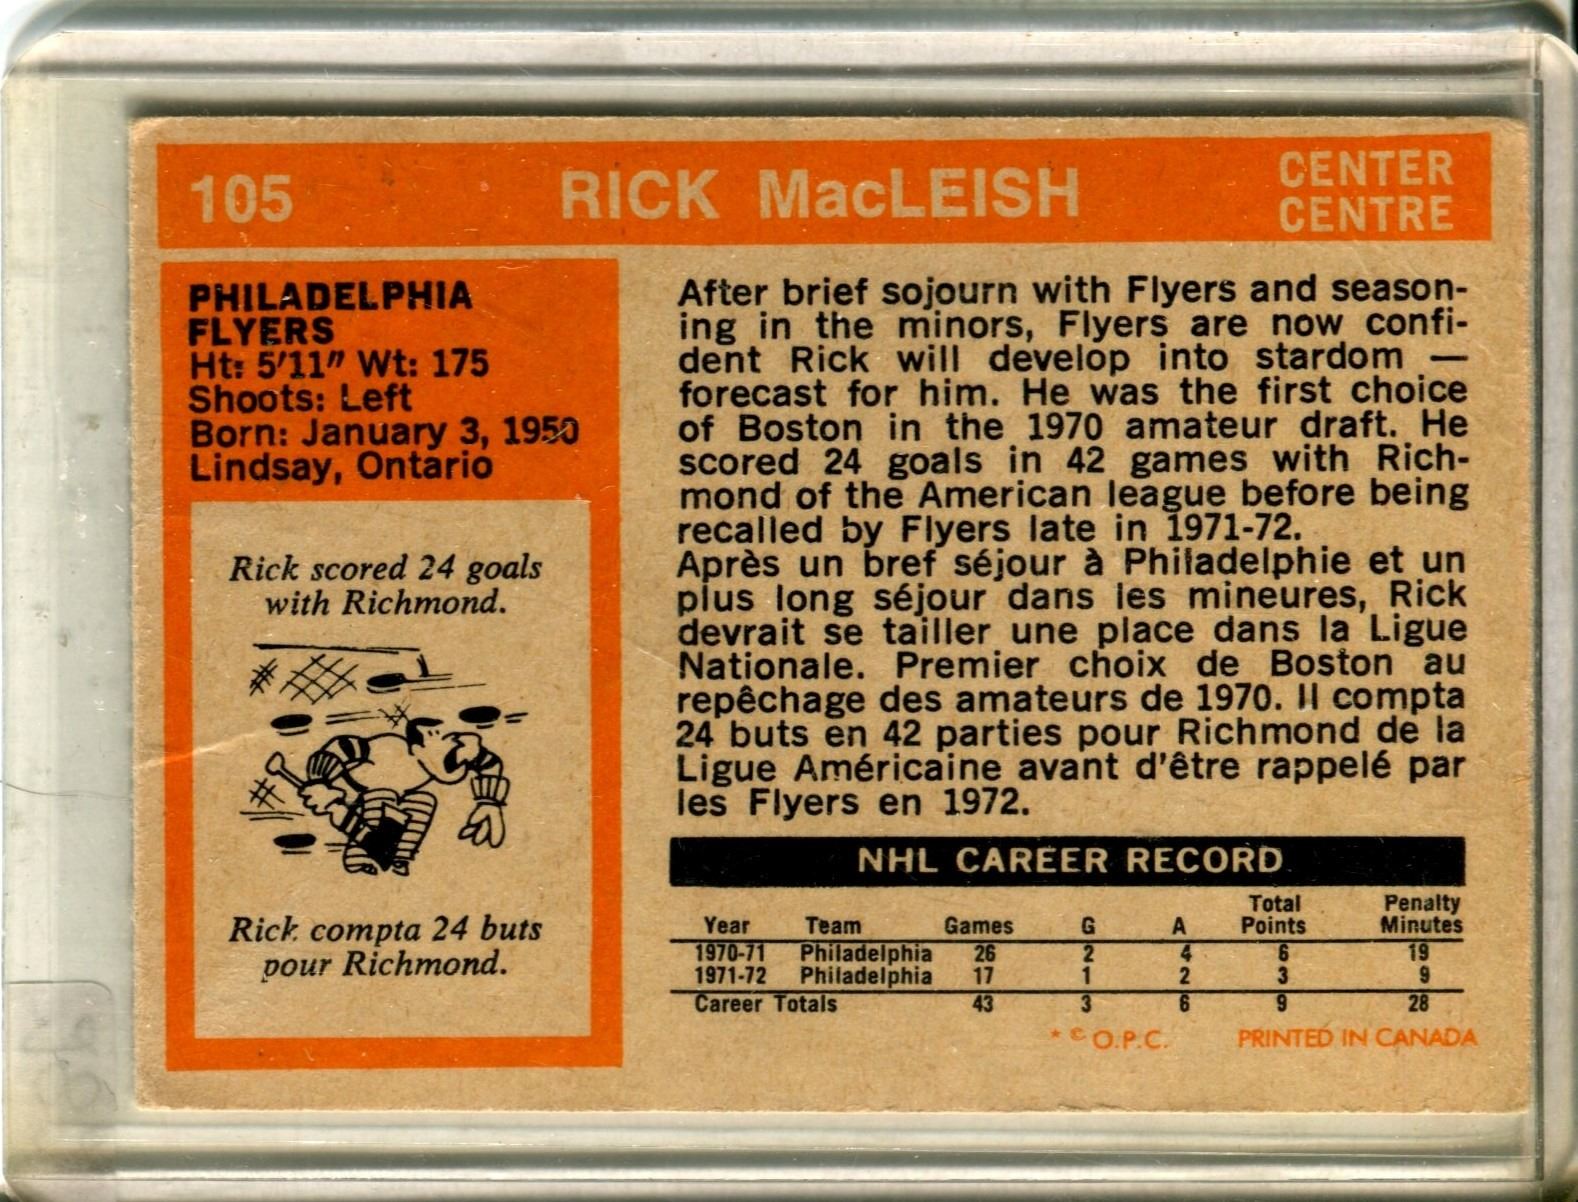 105 RICK MacLEISH CENTER
CENTRE
PHILADELPHIA
FLYERS
Ht: 5'11" Wt: 175
Shoots: Left
Born: January 3, 1950
Lindsay, Ontario
Rick scored 24 goals
with Richmond.
Rick compta 24 buts
pour Richmond.
After brief sojourn with Flyers and season-
ing in the minors, Flyers are now confi-
dent Rick will develop into stardom —
forecast for him. He was the first choice
of Boston in the 1970 amateur draft. He
scored 24 goals in 42 games with Rich-
mond of the American league before being
recalled by Flyers late in 1971-72.
Après un bref séjour à Philadelphie et un
plus long séjour dans les mineures, Rick
devrait se tailler une place dans la Ligue
Nationale. Premier choix de Boston au
repêchage des amateurs de 1970. Il compta
24 buts en 42 parties pour Richmond de la
Ligue Américaine avant d'être rappelé par
les Flyers en 1972.
NHL CAREER RECORD
Total Penalty
Year Team Games G A Points Minutes
1970-71 Philadelphia 26 2 4 6 19
1971-72 Philadelphia 17 1 2 3 9
Career Totals 43 3 6 9 28
* © O.P.C. PRINTED IN CANADA